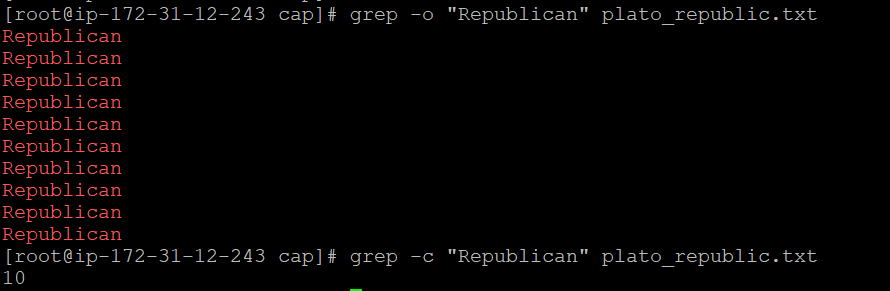 [root@ip-172-31-12-243 cap]# grep -o "Republican" plato_republic.txt
Republican
Republican
Republican
Republican
Republican
Republican
Republican
Republican
Republican
Republican
[root@ip-172-31-12-243 cap]# grep -c "Republican" plato_republic.txt
10